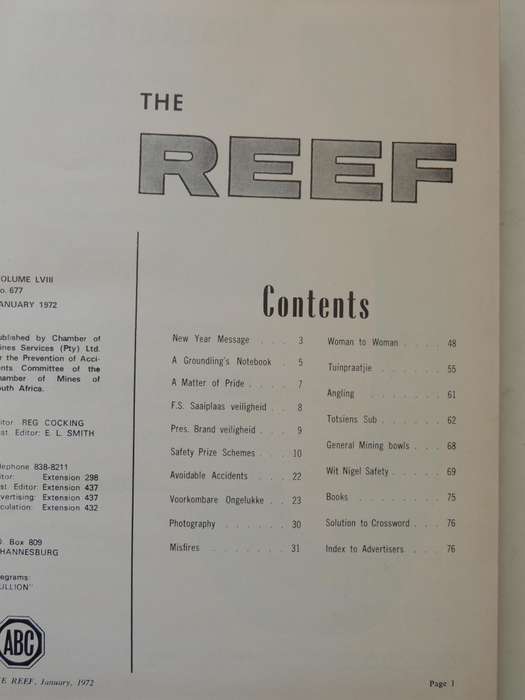 THE
REEF
OLUME LVIII
o. 677
ANUARY 1972
ublished by Chamber of
ines Services (Pty) Ltd.
r the Prevention of Acci-
nts Committee of the
hamber of Mines of
outh Africa.
itor REG COCKING
st. Editor: E. L. SMITH
lephone 838-8211
itor: Extension 298
st. Editor: Extension 437
vertising: Extension 437
culation: Extension 432
O. Box 809
HANNESBURG
egrams:
ULLION"
ABC
Contents
New Year Message . . . 3
A Groundling's Notebook . 5
A Matter of Pride . . . . 7
F.S. Saaiplaas veiligheid . . 8
Pres. Brand veiligheid . . . 9
Safety Prize Schemes . . . 10
Avoidable Accidents . . . 22
Voorkombare Ongelukke . . 23
Photography . . . . . . 30
Misfires . . . . . . . 31
Woman to Woman . . . . 48
Tuinpraatjie . . . . . 55
Angling . . . . . . . 61
Totsiens Sub . . . . . 62
General Mining bowls . . . 68
Wit Nigel Safety . . . . 69
Books . . . . . . . 75
Solution to Crossword . . . 76
Index to Advertisers . . . 76
E REEF, January, 1972
Page 1